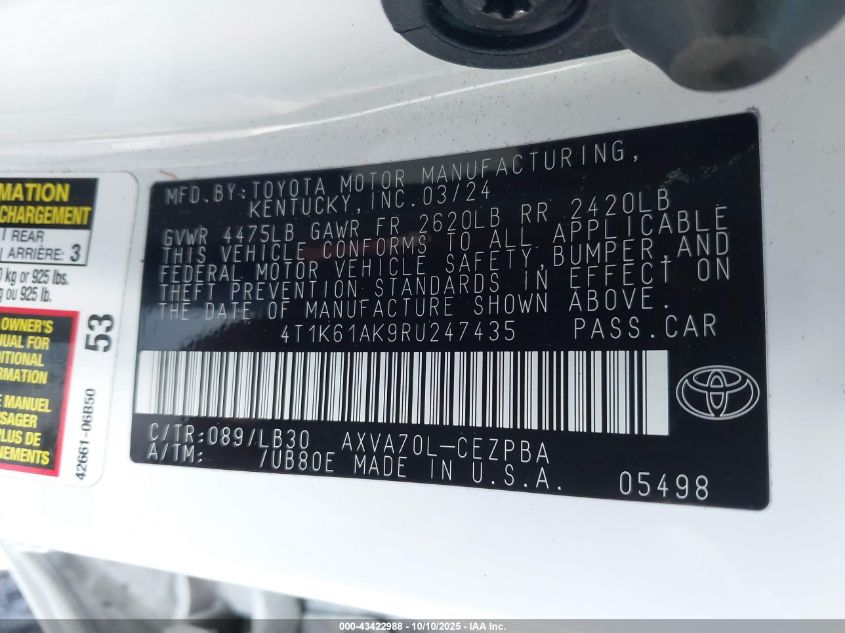 MATION
CHARGEMENT
REAR
ARRIÈRE: 3
kg or 925 lbs.
ou 925 lb.
OWNER'S
NUAL FOR
DITIONAL
RMATION
E MANUEL
SAGER
PLUS DE
NEMENTS
53
42661-06B50
MFD.BY: TOYOTA MOTOR MANUFACTURING,
KENTUCKY, INC. 03/24
GVWR 4475LB GAWR FR 2620LB RR 2420LB
THIS VEHICLE CONFORMS TO ALL APPLICABLE
FEDERAL MOTOR VEHICLE SAFETY, BUMPER, AND
THEFT PREVENTION STANDARDS IN EFFECT ON
THE DATE OF MANUFACTURE SHOWN ABOVE.
4T1K61AK9RU247435 PASS.CAR
C/TR: 089/LB30 AXVA70L-CEZPBA
A/TM: /UB80E MADE IN U.S.A. 05498
000-43422988 - 10/10/2025 - IAA Inc.